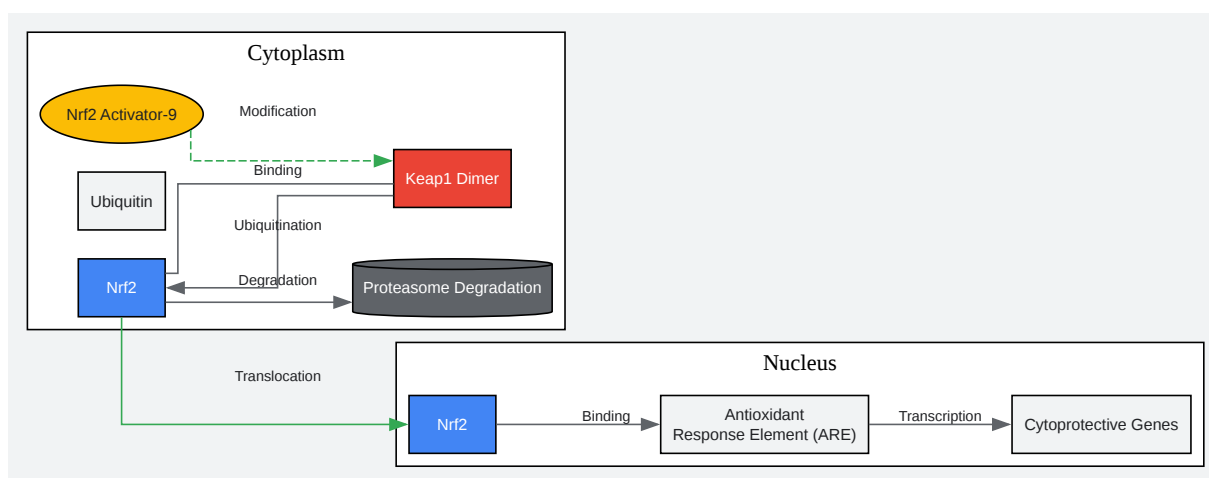 Cytoplasm
Nrf2 Activator-9
Modification
Binding
Keap1 Dimer
Ubiquitin
Ubiquitination
Nrf2
Degradation
Proteasome Degradation
Translocation
Nucleus
Nrf2
Binding
Antioxidant
Response Element (ARE)
Transcription
Cytoprotective Genes